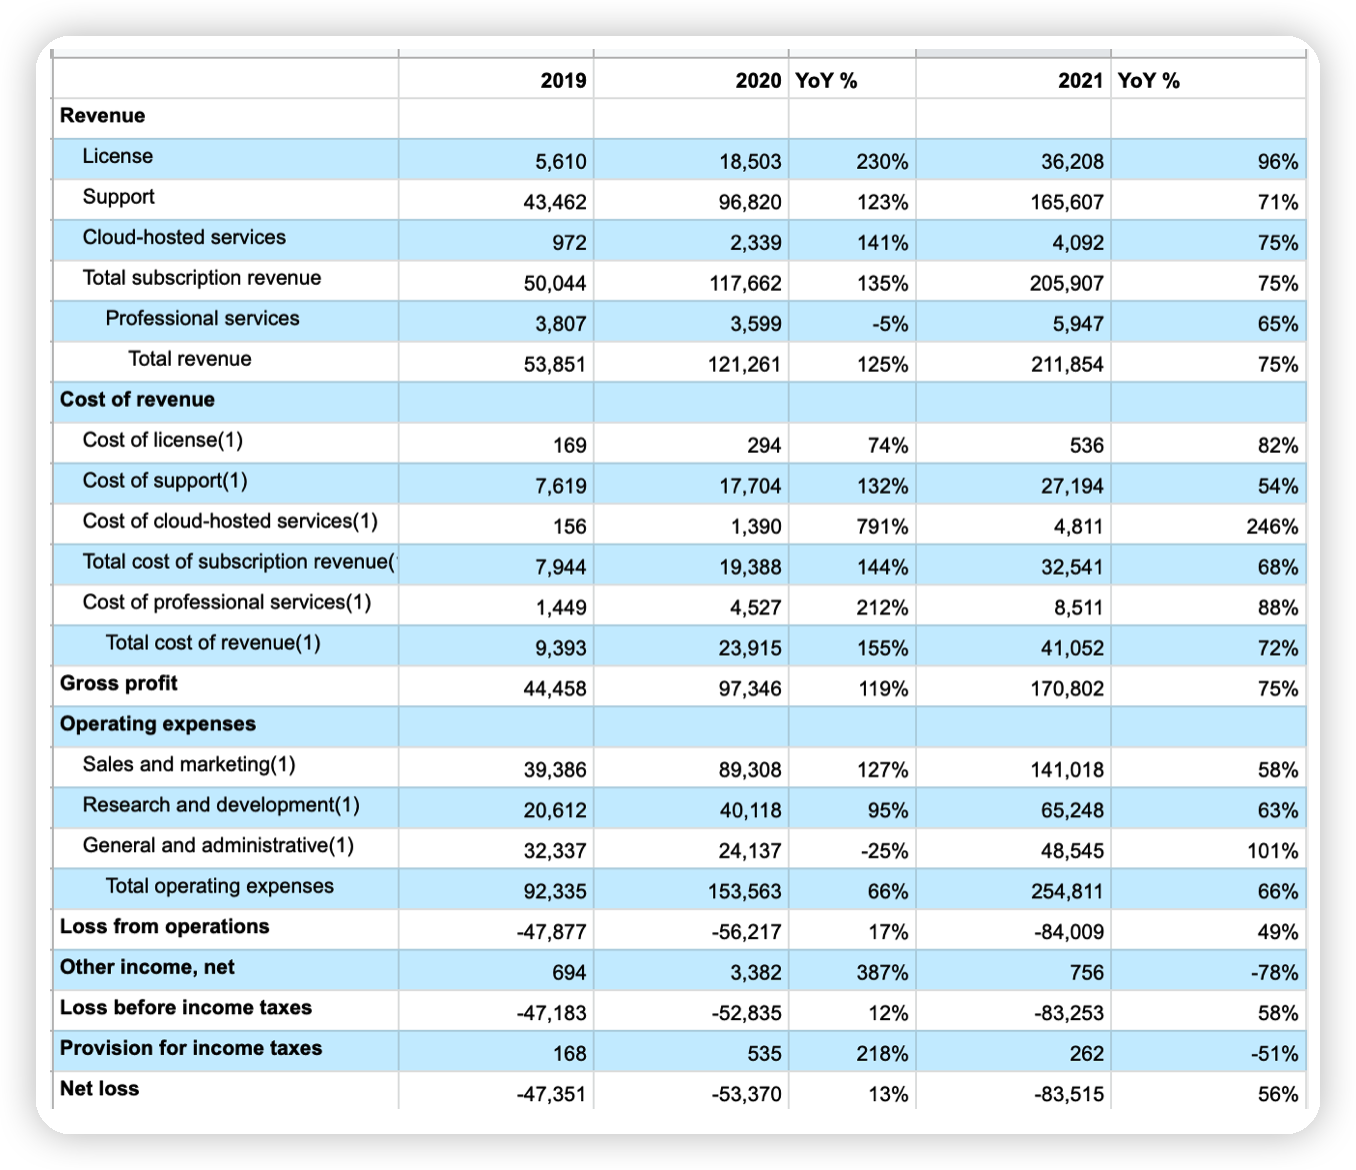 2019 2020 YoY % 2021 YoY %
Revenue
License 5,610 18,503 230% 36,208 96%
Support 43,462 96,820 123% 165,607 71%
Cloud-hosted services 972 2,339 141% 4,092 75%
Total subscription revenue 50,044 117,662 135% 205,907 75%
Professional services 3,807 3,599 -5% 5,947 65%
Total revenue 53,851 121,261 125% 211,854 75%
Cost of revenue
Cost of license(1) 169 294 74% 536 82%
Cost of support(1) 7,619 17,704 132% 27,194 54%
Cost of cloud-hosted services(1) 156 1,390 791% 4,811 246%
Total cost of subscription revenue( 7,944 19,388 144% 32,541 68%
Cost of professional services(1) 1,449 4,527 212% 8,511 88%
Total cost of revenue(1) 9,393 23,915 155% 41,052 72%
Gross profit 44,458 97,346 119% 170,802 75%
Operating expenses
Sales and marketing(1) 39,386 89,308 127% 141,018 58%
Research and development(1) 20,612 40,118 95% 65,248 63%
General and administrative(1) 32,337 24,137 -25% 48,545 101%
Total operating expenses 92,335 153,563 66% 254,811 66%
Loss from operations -47,877 -56,217 17% -84,009 49%
Other income, net 694 3,382 387% 756 -78%
Loss before income taxes -47,183 -52,835 12% -83,253 58%
Provision for income taxes 168 535 218% 262 -51%
Net loss -47,351 -53,370 13% -83,515 56%